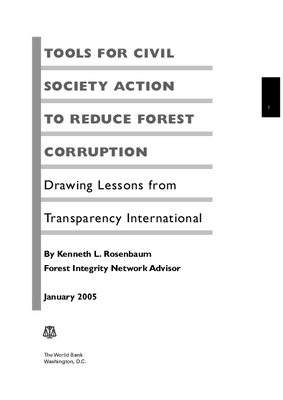 TOOLS FOR CIVIL
SOCIETY ACTION
TO REDUCE FOREST
CORRUPTION
Drawing Lessons from
Transparency International
By Kenneth L. Rosenbaum
Forest Integrity Network Advisor
January 2005
The World Bank
Washington, D.C.